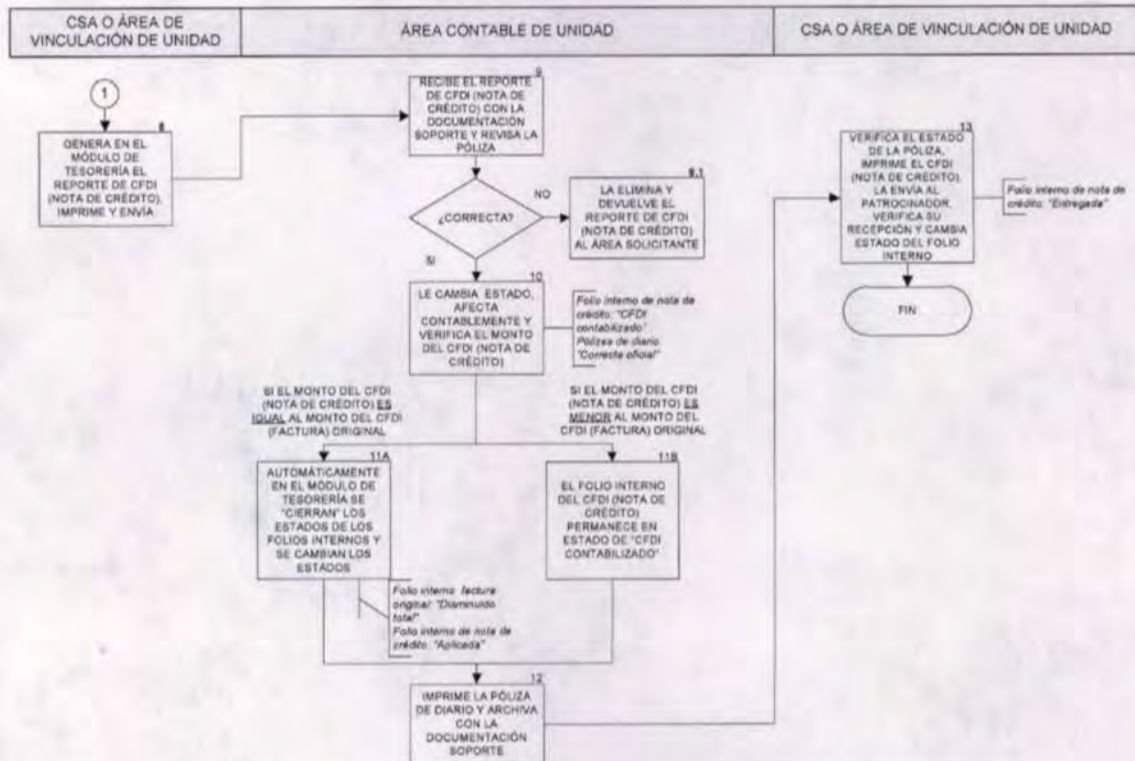 CSA O ÁREA DE
VINCULACIÓN DE UNIDAD
ÁREA CONTABLE DE UNIDAD
CSA O ÁREA DE VINCULACIÓN DE UNIDAD
1
8
GENERA EN EL
MÓDULO DE
TESORERÍA EL
REPORTE DE CFDI
(NOTA DE CRÉDITO),
IMPRIME Y ENVÍA
9
RECIBE EL REPORTE
DE CFDI (NOTA DE
CRÉDITO) CON LA
DOCUMENTACIÓN
SOPORTE Y REVISA LA
PÓLIZA
¿CORRECTA?
NO
SI
9.1
LA ELIMINA Y
DEVUELVE EL
REPORTE DE CFDI
(NOTA DE CRÉDITO)
AL ÁREA SOLICITANTE
10
LE CAMBIA ESTADO,
AFECTA
CONTABLEMENTE Y
VERIFICA EL MONTO
DEL CFDI (NOTA DE
CRÉDITO)
Folio interno de nota de
crédito: "CFDI
contabilizado"
Pólizas de diario:
"Correcta oficial"
SI EL MONTO DEL CFDI
(NOTA DE CRÉDITO) ES
IGUAL AL MONTO DEL CFDI
(FACTURA) ORIGINAL
SI EL MONTO DEL CFDI
(NOTA DE CRÉDITO) ES
MENOR AL MONTO DEL
CFDI (FACTURA) ORIGINAL
11A
AUTOMÁTICAMENTE
EN EL MÓDULO DE
TESORERÍA SE
"CIERRAN" LOS
ESTADOS DE LOS
FOLIOS INTERNOS Y
SE CAMBIAN LOS
ESTADOS
Folio interno factura
original: "Disminuido
total"
Folio interno de nota de
crédito: "Aplicada"
11B
EL FOLIO INTERNO
DEL CFDI (NOTA DE
CRÉDITO)
PERMANECE EN
ESTADO DE "CFDI
CONTABILIZADO"
12
IMPRIME LA PÓLIZA
DE DIARIO Y ARCHIVA
CON LA
DOCUMENTACIÓN
SOPORTE
13
VERIFICA EL ESTADO
DE LA PÓLIZA,
IMPRIME EL CFDI
(NOTA DE CRÉDITO),
LA ENVÍA AL
PATROCINADOR,
VERIFICA SU
RECEPCIÓN Y CAMBIA
ESTADO DEL FOLIO
INTERNO
Folio interno de nota de
crédito: "Entregada"
FIN